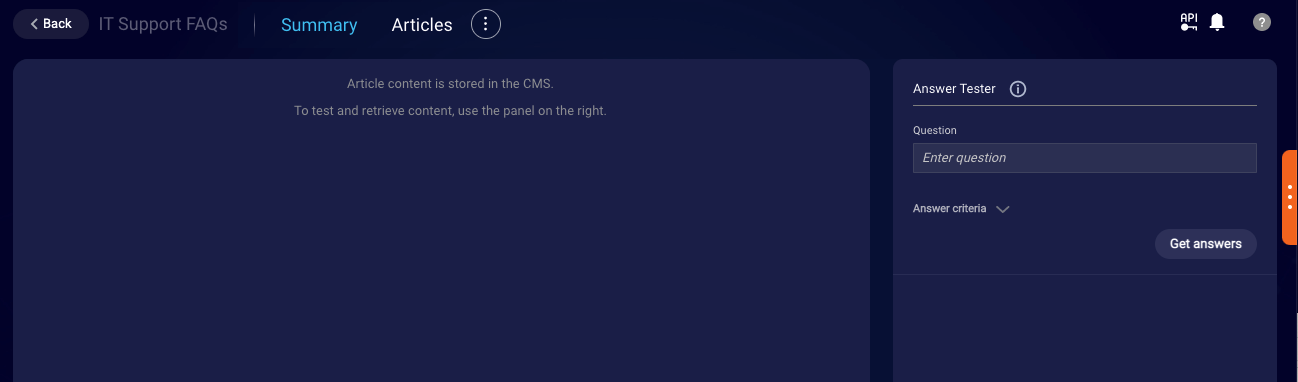 Back IT Support FAQs Summary Articles API ?
Article content is stored in the CMS.
To test and retrieve content, use the panel on the right.
Answer Tester
Question
Enter question
Answer criteria
Get answers